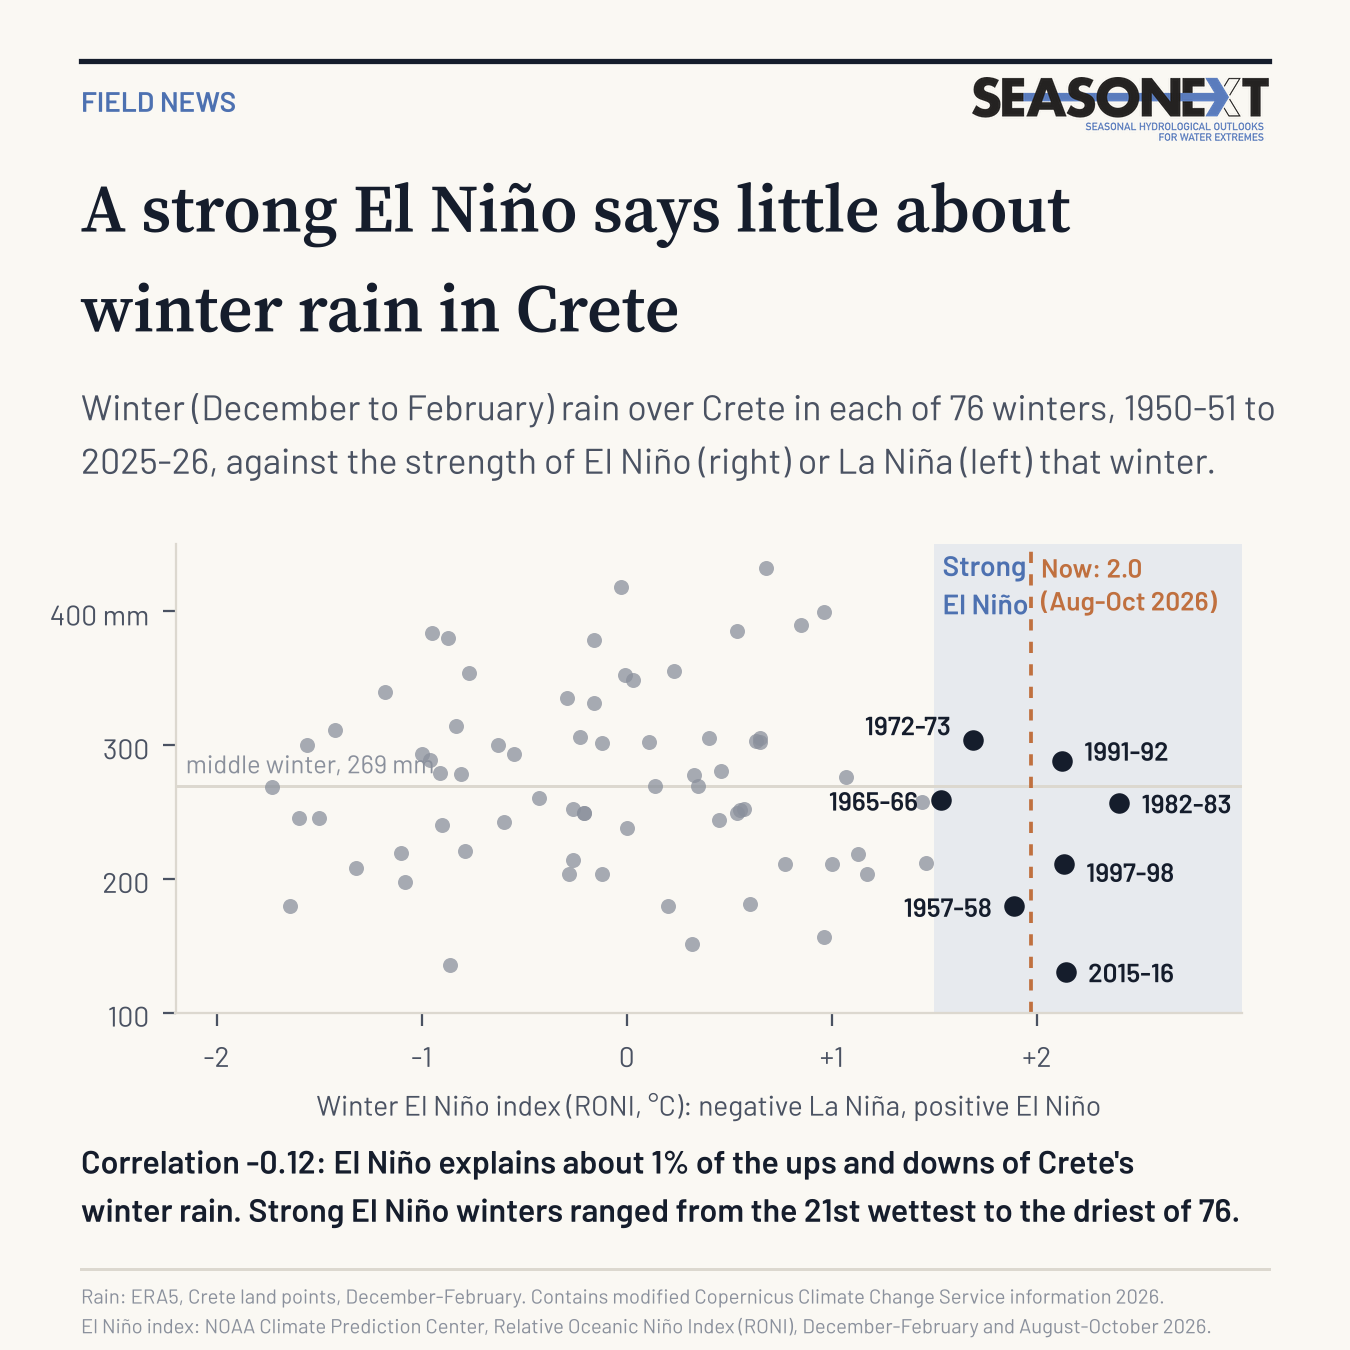 FIELD NEWS
SEASONEXT
SEASONAL HYDROLOGICAL OUTLOOKS
FOR WATER EXTREMES
A strong El Niño says little about
winter rain in Crete
Winter (December to February) rain over Crete in each of 76 winters, 1950-51 to
2025-26, against the strength of El Niño (right) or La Niña (left) that winter.
Strong
El Niño
Now: 2.0
(Aug-Oct 2026)
400 mm
300
200
100
middle winter, 269 mm
1972-73
1991-92
1965-66
1982-83
1997-98
1957-58
2015-16
-2
-1
0
+1
+2
Winter El Niño index (RONI, °C): negative La Niña, positive El Niño
Correlation -0.12: El Niño explains about 1% of the ups and downs of Crete's
winter rain. Strong El Niño winters ranged from the 21st wettest to the driest of 76.
Rain: ERA5, Crete land points, December-February. Contains modified Copernicus Climate Change Service information 2026.
El Niño index: NOAA Climate Prediction Center, Relative Oceanic Niño Index (RONI), December-February and August-October 2026.